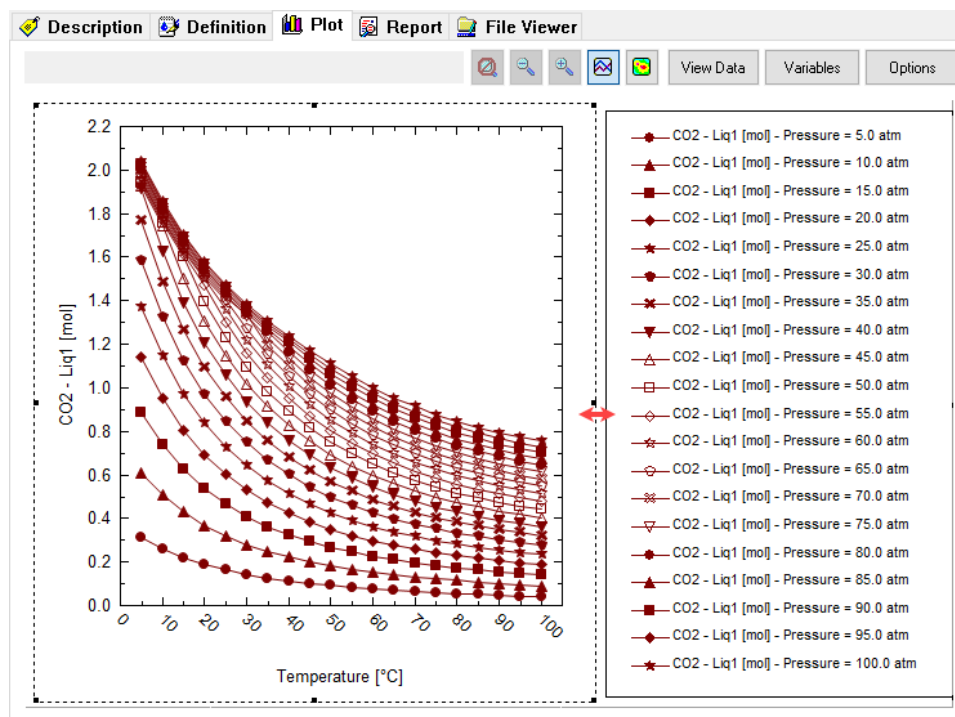 Description Definition Plot Report File Viewer
View Data Variables Options
2.2
2.0
1.8
1.6
1.4
1.2
1.0
0.8
0.6
0.4
0.2
0.0
CO2 - Liq1 [mol]
0 10 20 30 40 50 60 70 80 90 100
Temperature [°C]
CO2 - Liq1 [mol] - Pressure = 5.0 atm
CO2 - Liq1 [mol] - Pressure = 10.0 atm
CO2 - Liq1 [mol] - Pressure = 15.0 atm
CO2 - Liq1 [mol] - Pressure = 20.0 atm
CO2 - Liq1 [mol] - Pressure = 25.0 atm
CO2 - Liq1 [mol] - Pressure = 30.0 atm
CO2 - Liq1 [mol] - Pressure = 35.0 atm
CO2 - Liq1 [mol] - Pressure = 40.0 atm
CO2 - Liq1 [mol] - Pressure = 45.0 atm
CO2 - Liq1 [mol] - Pressure = 50.0 atm
CO2 - Liq1 [mol] - Pressure = 55.0 atm
CO2 - Liq1 [mol] - Pressure = 60.0 atm
CO2 - Liq1 [mol] - Pressure = 65.0 atm
CO2 - Liq1 [mol] - Pressure = 70.0 atm
CO2 - Liq1 [mol] - Pressure = 75.0 atm
CO2 - Liq1 [mol] - Pressure = 80.0 atm
CO2 - Liq1 [mol] - Pressure = 85.0 atm
CO2 - Liq1 [mol] - Pressure = 90.0 atm
CO2 - Liq1 [mol] - Pressure = 95.0 atm
CO2 - Liq1 [mol] - Pressure = 100.0 atm